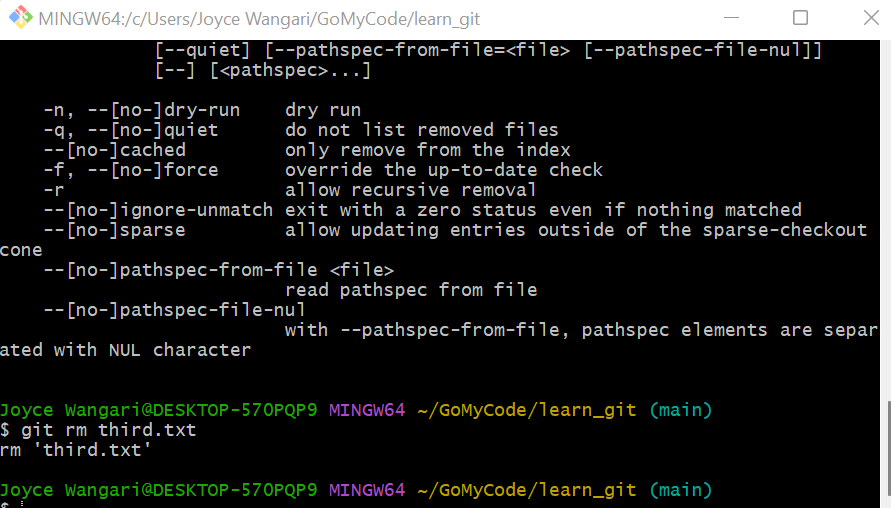 MINGW64:/c/Users/Joyce Wangari/GoMyCode/learn_git
[--quiet] [--pathspec-from-file=<file> [--pathspec-file-nul]]
[--] [<pathspec>...]
-n, --[no-]dry-run    dry run
-q, --[no-]quiet      do not list removed files
--[no-]cached         only remove from the index
-f, --[no-]force      override the up-to-date check
-r                    allow recursive removal
--[no-]ignore-unmatch exit with a zero status even if nothing matched
--[no-]sparse         allow updating entries outside of the sparse-checkout
cone
--[no-]pathspec-from-file <file>
read pathspec from file
--[no-]pathspec-file-nul
with --pathspec-from-file, pathspec elements are separ
ated with NUL character
Joyce Wangari@DESKTOP-570PQP9 MINGW64 ~/GoMyCode/learn_git (main)
$ git rm third.txt
rm 'third.txt'
Joyce Wangari@DESKTOP-570PQP9 MINGW64 ~/GoMyCode/learn_git (main)
$